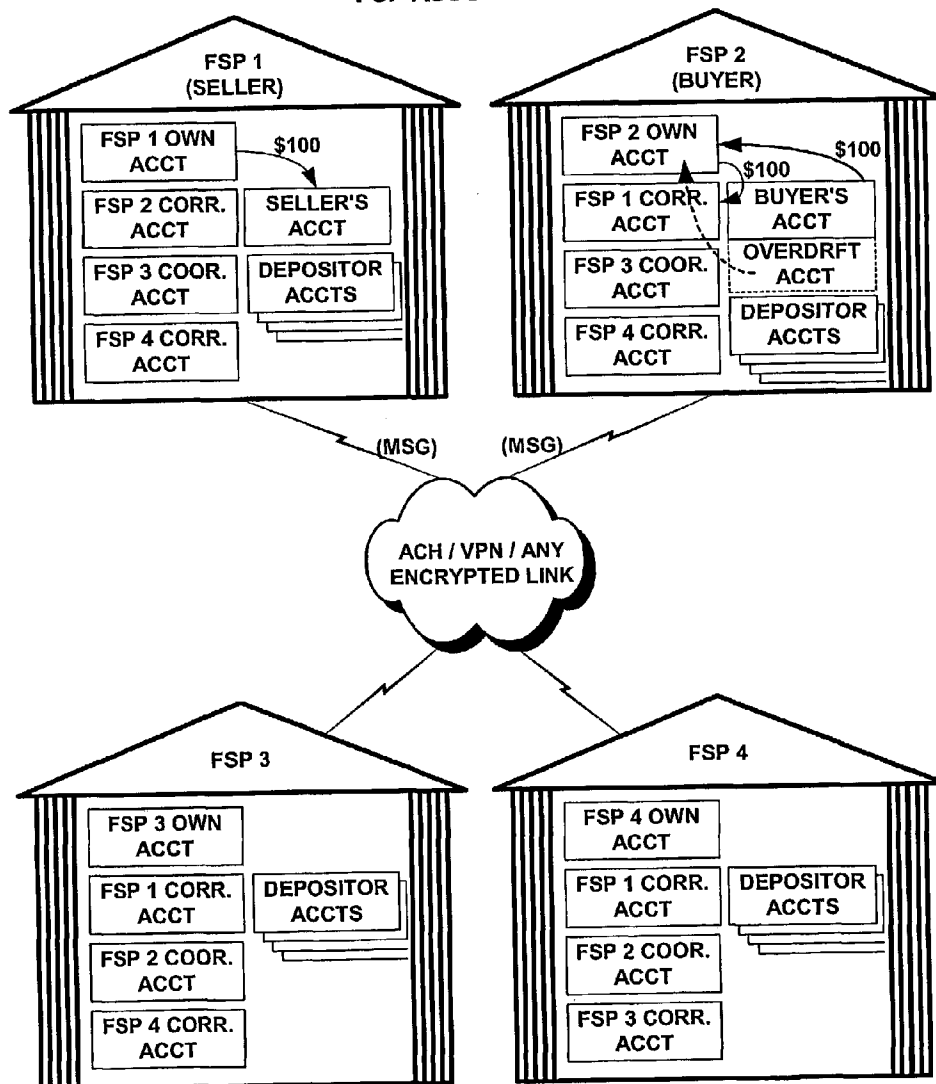 FSP 1
(SELLER)
FSP 1 OWN
ACCT
$100
FSP 2 CORR.
ACCT
SELLER'S
ACCT
FSP 3 COOR.
ACCT
DEPOSITOR
ACCTS
FSP 4 CORR.
ACCT
FSP 2
(BUYER)
FSP 2 OWN
ACCT
$100
$100
FSP 1 CORR.
ACCT
BUYER'S
ACCT
OVERDRFT
ACCT
FSP 3 COOR.
ACCT
DEPOSITOR
ACCTS
FSP 4 CORR.
ACCT
(MSG)
(MSG)
ACH / VPN / ANY
ENCRYPTED LINK
FSP 3
FSP 3 OWN
ACCT
FSP 1 CORR.
ACCT
DEPOSITOR
ACCTS
FSP 2 COOR.
ACCT
FSP 4 CORR.
ACCT
FSP 4
FSP 4 OWN
ACCT
FSP 1 CORR.
ACCT
DEPOSITOR
ACCTS
FSP 2 COOR.
ACCT
FSP 3 CORR.
ACCT